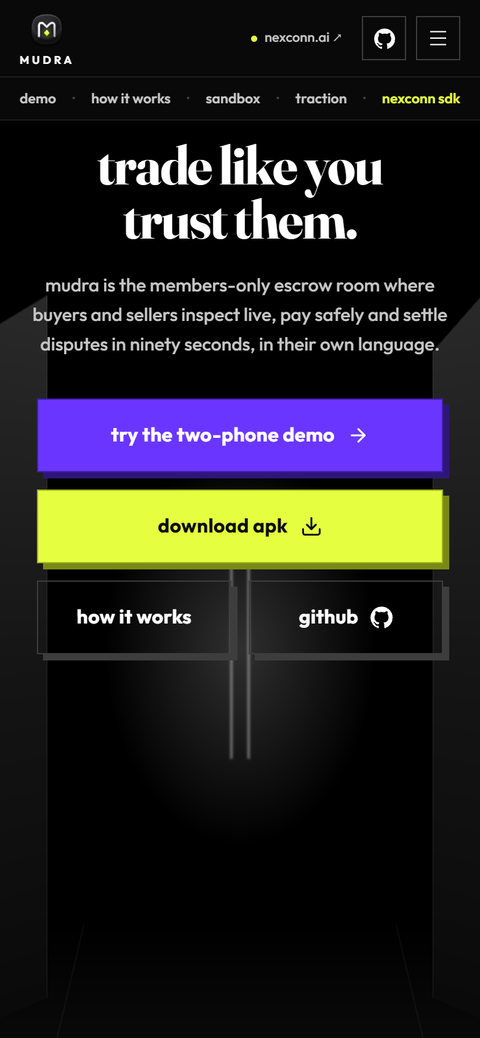 MUDRA
nexconn.ai ↗
demo · how it works · sandbox · traction · nexconn sdk
trade like you
trust them.
mudra is the members-only escrow room where
buyers and sellers inspect live, pay safely and settle
disputes in ninety seconds, in their own language.
try the two-phone demo →
download apk
how it works
github